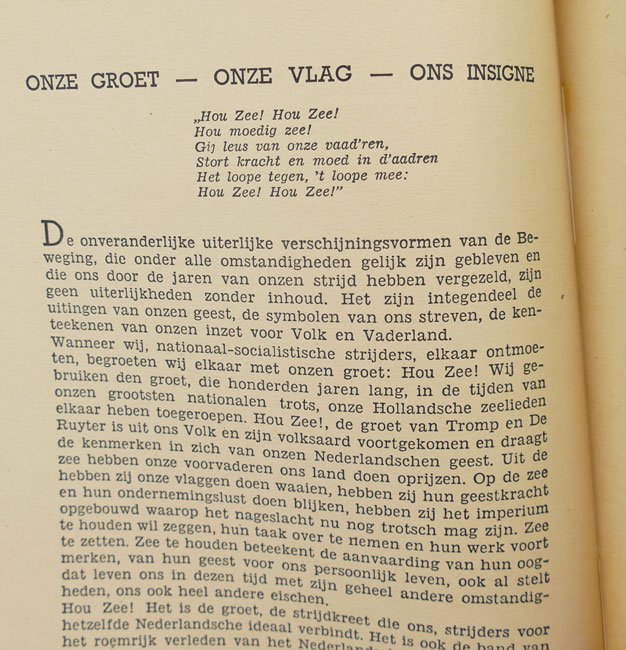 ONZE GROET — ONZE VLAG — ONS INSIGNE
„Hou Zee! Hou Zee!
Hou moedig zee!
Gij leus van onze vaad'ren,
Stort kracht en moed in d'aadren
Het loope tegen, 't loope mee:
Hou Zee! Hou Zee!”
De onveranderlijke uiterlijke verschijningsvormen van de Be-
weging, die onder alle omstandigheden gelijk zijn gebleven en
die ons door de jaren van onzen strijd hebben vergezeld, zijn
geen uiterlijkheden zonder inhoud. Het zijn integendeel de
uitingen van onzen geest, de symbolen van ons streven, de ken-
teekenen van onzen inzet voor Volk en Vaderland.
Wanneer wij, nationaal-socialistische strijders, elkaar ontmoe-
ten, begroeten wij elkaar met onzen groet: Hou Zee! Wij ge-
bruiken den groet, die honderden jaren lang, in de tijden van
onzen grootsten nationalen trots, onze Hollandsche zeelieden
elkaar heben toegeroepen. Hou Zee!, de groet van Tromp en De
Ruyter is uit ons Volk en zijn volksaard voortgekomen en draagt
de kenmerken in zich van onzen Nederlandschen geest. Uit de
zee hebben onze voorvaderen ons land doen oprijzen. Op de zee
hebben zij onze vlaggen doen waaien, hebben zij hun geestkracht
en hun ondernemingslust doen blijken, hebben zij het imperium
opgebouwd waarop het nageslacht nu nog trotsch mag zijn. Zee
te houden wil zeggen, hun taak over te nemen en hun werk voort
te zetten. Zee te houden beteekent de aanvaarding van hun oog-
merken, van hun geest voor ons persoonlijk leven, ook al stelt
dat leven ons in dezen tijd met zijn geheel andere omstandig-
heden, ons ook heel andere eischen.
Hou Zee! Het is de groet, de strijdkreet die ons, strijders voor
hetzelfde Nederlandsche ideaal verbindt. Het is ook de band van
het roemrijk verleden van het Nederlandsche